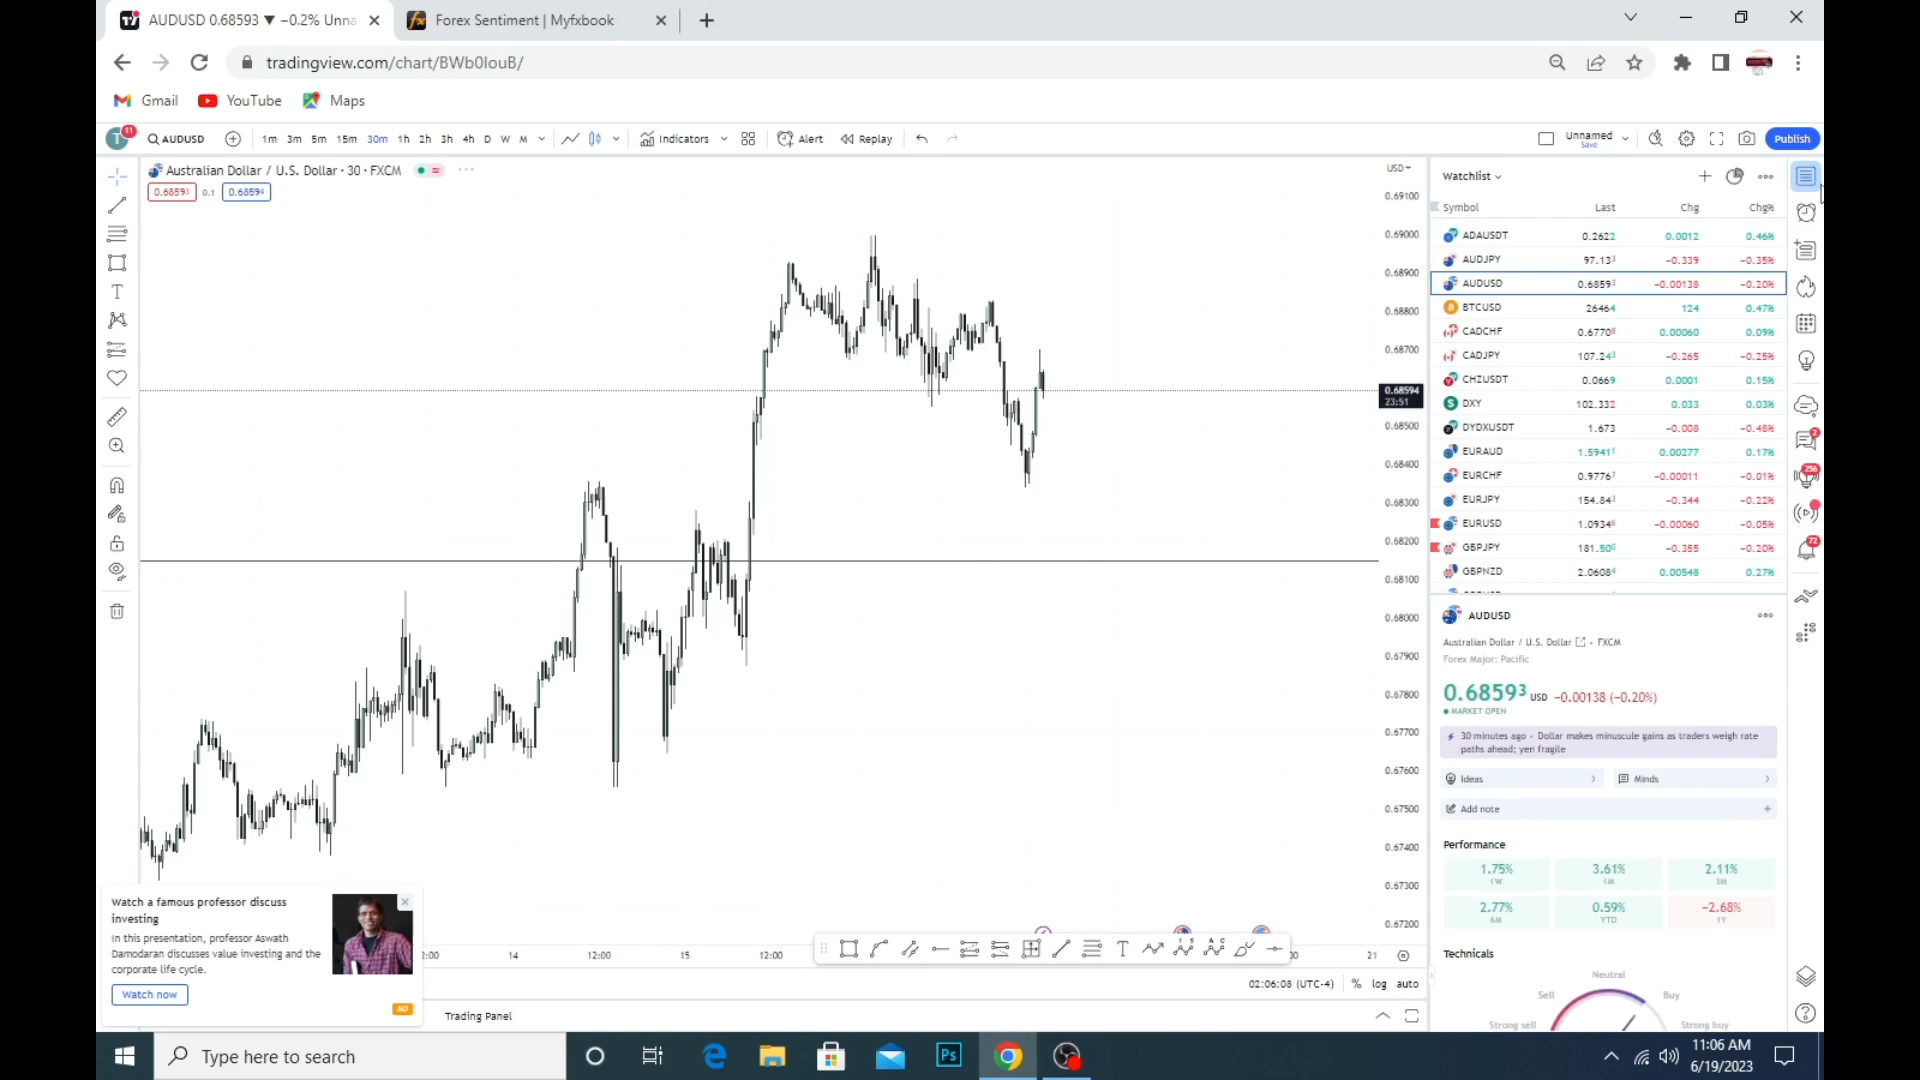 AUDUSD 0.68593 ▼ −0.2% Unna
Forex Sentiment | Myfxbook
tradingview.com/chart/BWb0IouB/
Gmail YouTube Maps
T 11 AUDUSD 1m 3m 5m 15m 30m 1h 2h 3h 4h D W M Indicators Alert Replay Unnamed Save Publish
Australian Dollar / U.S. Dollar · 30 · FXCM
0.68593 0.1 0.68594
USD
0.69100
0.69000
0.68900
0.68800
0.68700
0.68594
23:51
0.68500
0.68400
0.68300
0.68200
0.68100
0.68000
0.67900
0.67800
0.67700
0.67600
0.67500
0.67400
0.67300
0.67200
Watchlist
Symbol Last Chg Chg%
ADAUSDT 0.2622 0.0012 0.46%
AUDJPY 97.133 −0.339 −0.35%
AUDUSD 0.68593 −0.00138 −0.20%
BTCUSD 26464 124 0.47%
CADCHF 0.67708 0.00060 0.09%
CADJPY 107.243 −0.265 −0.25%
CHZUSDT 0.0669 0.0001 0.15%
DXY 102.332 0.033 0.03%
DYDXUSDT 1.673 −0.008 −0.48%
EURAUD 1.5941 0.00277 0.17%
EURCHF 0.97767 −0.00011 −0.01%
EURJPY 154.843 −0.344 −0.22%
EURUSD 1.09346 −0.00060 −0.05%
GBPJPY 181.500 −0.355 −0.20%
GBPNZD 2.06084 0.00548 0.27%
2
256
72
AUDUSD
Australian Dollar / U.S. Dollar • FXCM
Forex Major: Pacific
0.68593 USD −0.00138 (−0.20%)
MARKET OPEN
30 minutes ago · Dollar makes minuscule gains as traders weigh rate
paths ahead; yen fragile
Ideas Minds
Add note
Performance
1.75% 3.61% 2.11%
1W 1M 3M
2.77% 0.59% −2.68%
6M YTD 1Y
Technicals
Neutral
Sell Buy
Strong sell Strong buy
Watch a famous professor discuss
investing
In this presentation, professor Aswath
Damodaran discusses value investing and the
corporate life cycle.
Watch now
AD
2:00 14 12:00 15 12:00 21
02:06:08 (UTC-4) % log auto
Trading Panel
Type here to search
Ps
11:06 AM
6/19/2023